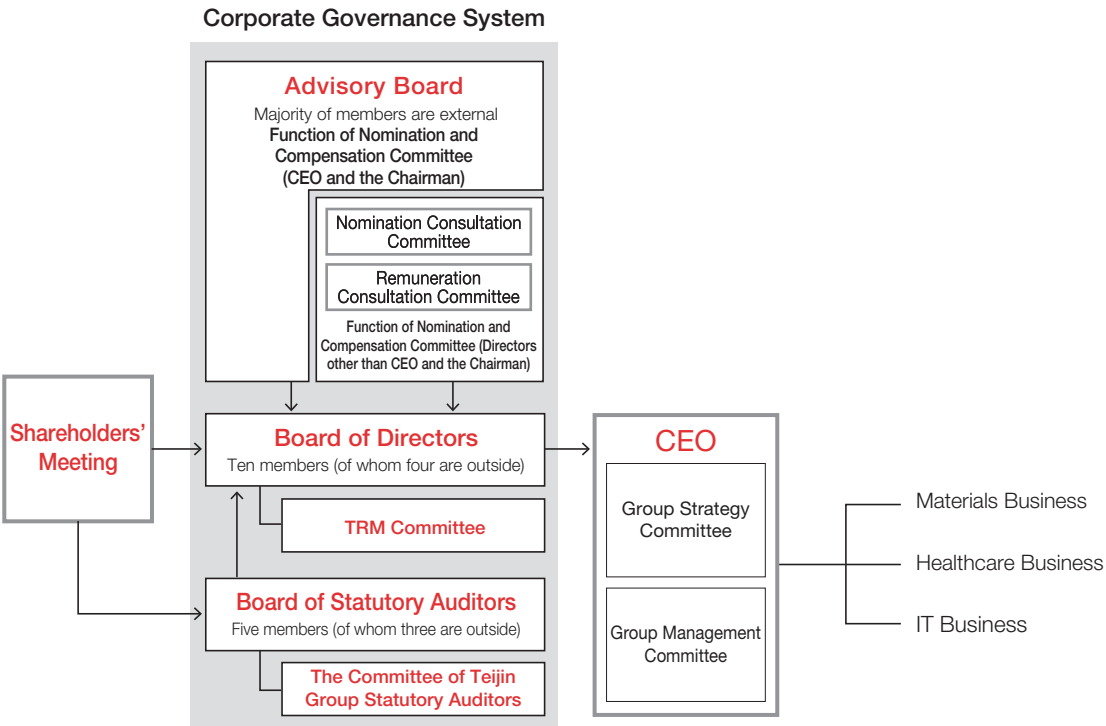 Corporate Governance System
Advisory Board
Majority of members are external
Function of Nomination and
Compensation Committee
(CEO and the Chairman)
Nomination Consultation
Committee
Remuneration
Consultation Committee
Function of Nomination and
Compensation Committee (Directors
other than CEO and the Chairman)
Shareholders'
Meeting
Board of Directors
Ten members (of whom four are outside)
TRM Committee
Board of Statutory Auditors
Five members (of whom three are outside)
The Committee of Teijin
Group Statutory Auditors
CEO
Group Strategy
Committee
Group Management
Committee
Materials Business
Healthcare Business
IT Business